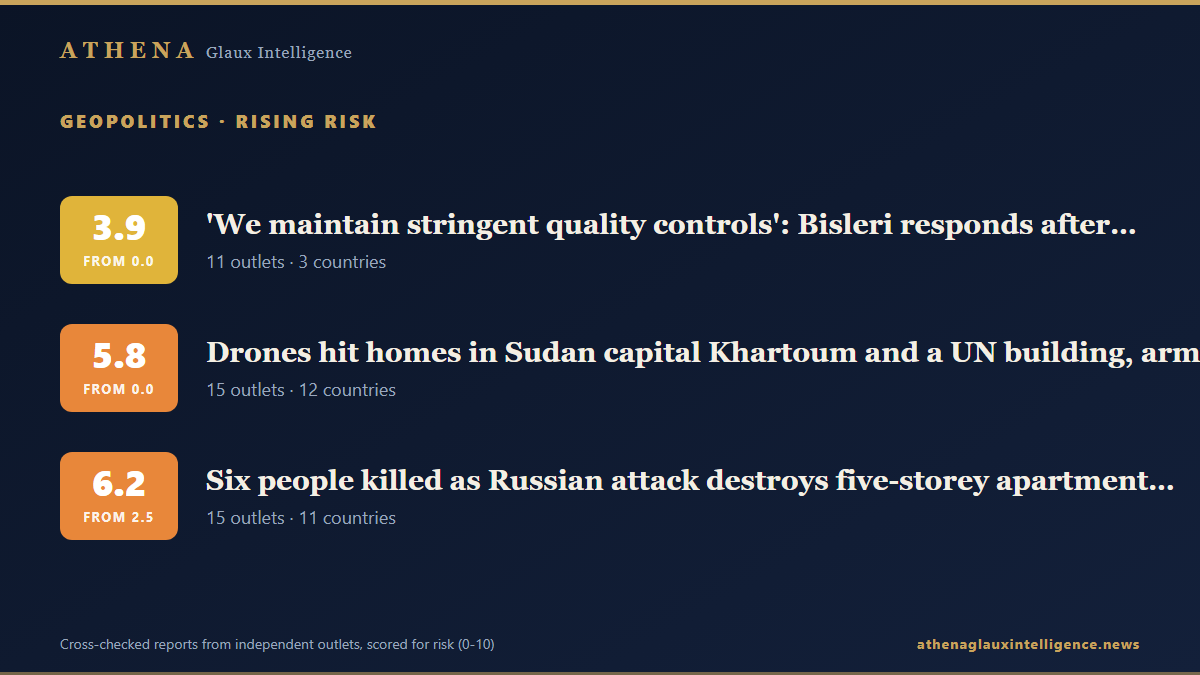 ATHENA Glaux Intelligence
GEOPOLITICS · RISING RISK
3.9
FROM 0.0
'We maintain stringent quality controls': Bisleri responds after...
11 outlets · 3 countries
5.8
FROM 0.0
Drones hit homes in Sudan capital Khartoum and a UN building, arm
15 outlets · 12 countries
6.2
FROM 2.5
Six people killed as Russian attack destroys five-storey apartment...
15 outlets · 11 countries
Cross-checked reports from independent outlets, scored for risk (0-10)
athenaglauxintelligence.news